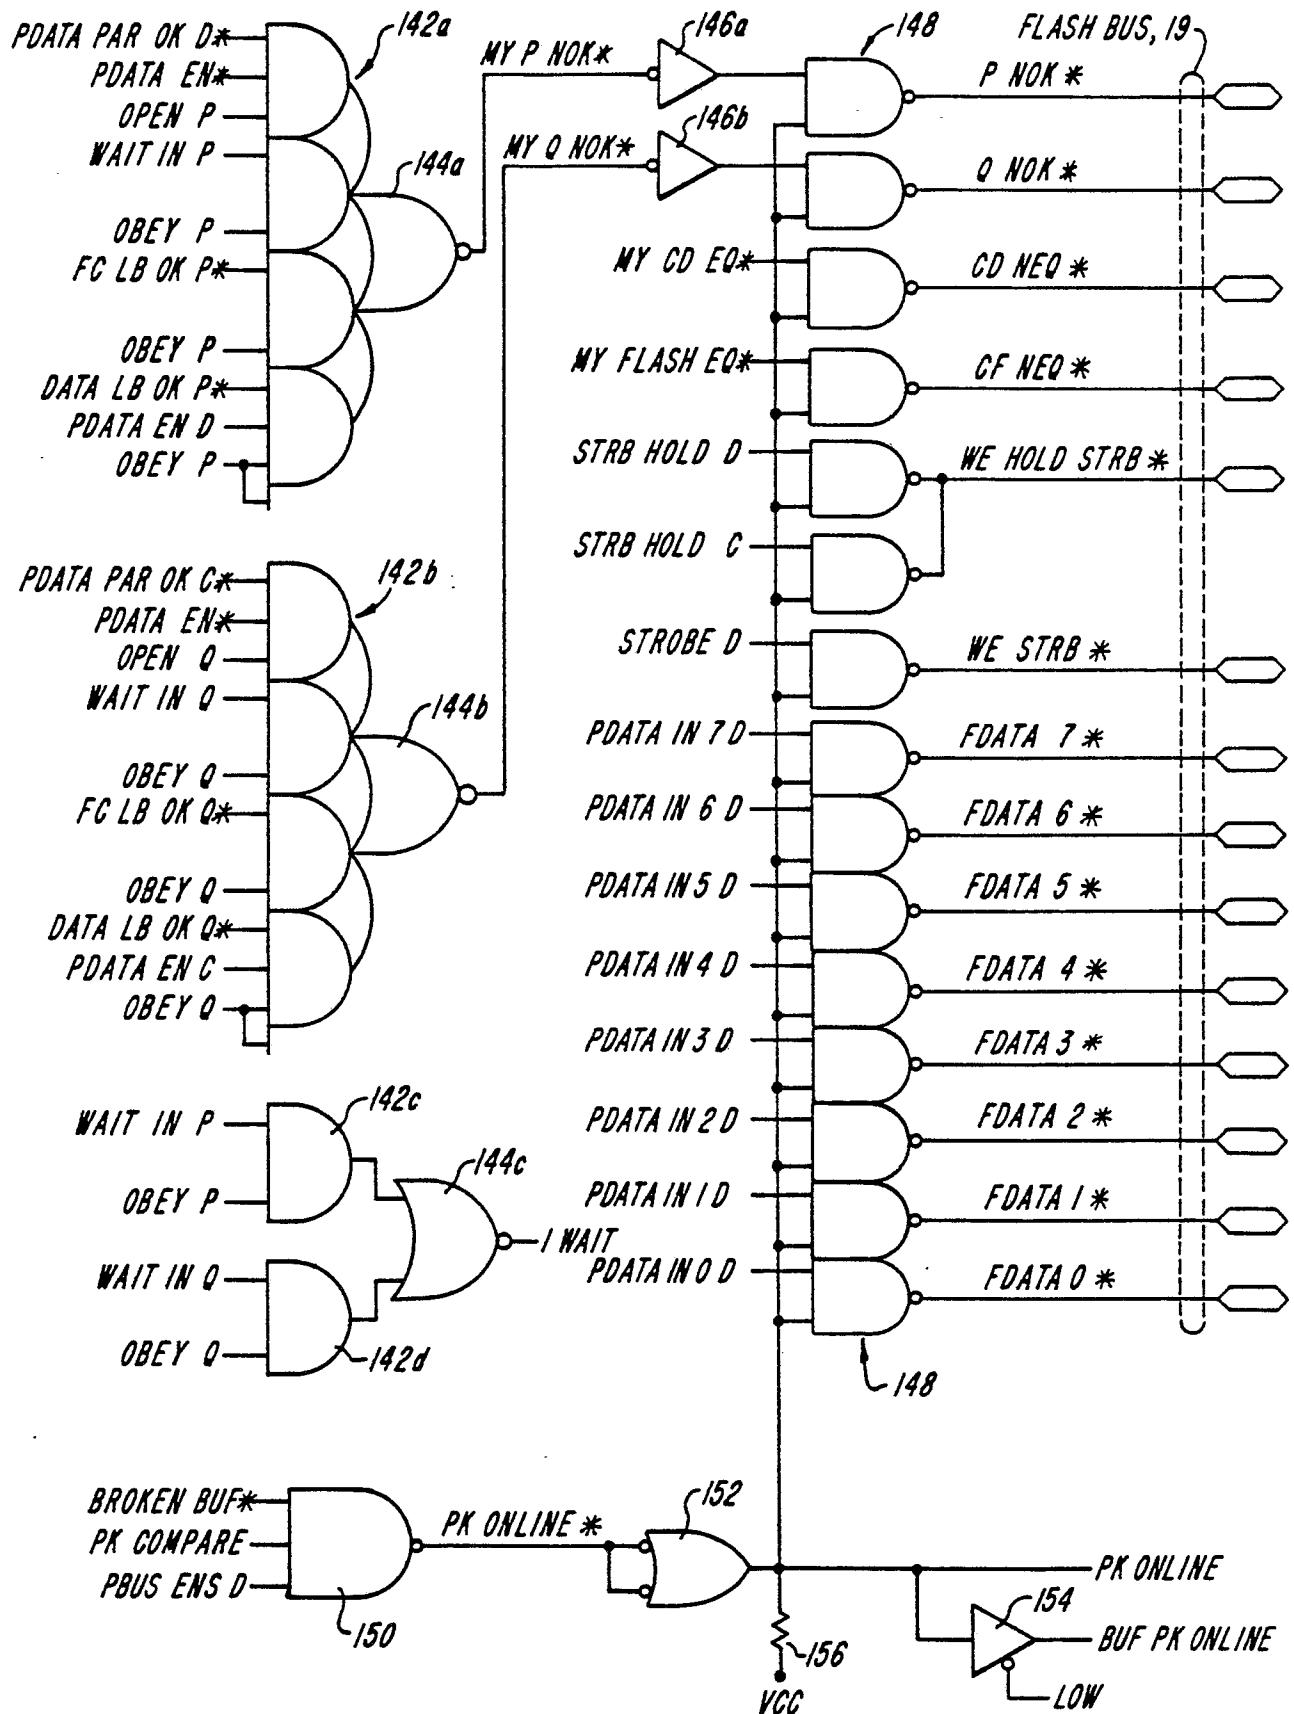 PDATA PAR OK D*
PDATA EN*
OPEN P
WAIT IN P
OBEY P
FC LB OK P*
OBEY P
DATA LB OK P*
PDATA EN D
OBEY P
142a
144a
PDATA PAR OK C*
PDATA EN*
OPEN Q
WAIT IN Q
OBEY Q
FC LB OK Q*
OBEY Q
DATA LB OK Q*
PDATA EN C
OBEY Q
142b
144b
WAIT IN P
OBEY P
142c
WAIT IN Q
OBEY Q
142d
144c
I WAIT
MY P NOK*
146a
MY Q NOK*
146b
148
FLASH BUS, 19
P NOK *
Q NOK *
MY CD EQ*
CD NEQ *
MY FLASH EQ*
CF NEQ *
STRB HOLD D
WE HOLD STRB *
STRB HOLD C
STROBE D
WE STRB *
PDATA IN 7 D
FDATA 7 *
PDATA IN 6 D
FDATA 6 *
PDATA IN 5 D
FDATA 5 *
PDATA IN 4 D
FDATA 4 *
PDATA IN 3 D
FDATA 3 *
PDATA IN 2 D
FDATA 2 *
PDATA IN 1 D
FDATA 1 *
PDATA IN 0 D
FDATA 0 *
148
BROKEN BUF*
PK COMPARE
PBUS ENS D
150
PK ONLINE *
152
PK ONLINE
154
BUF PK ONLINE
LOW
156
VCC